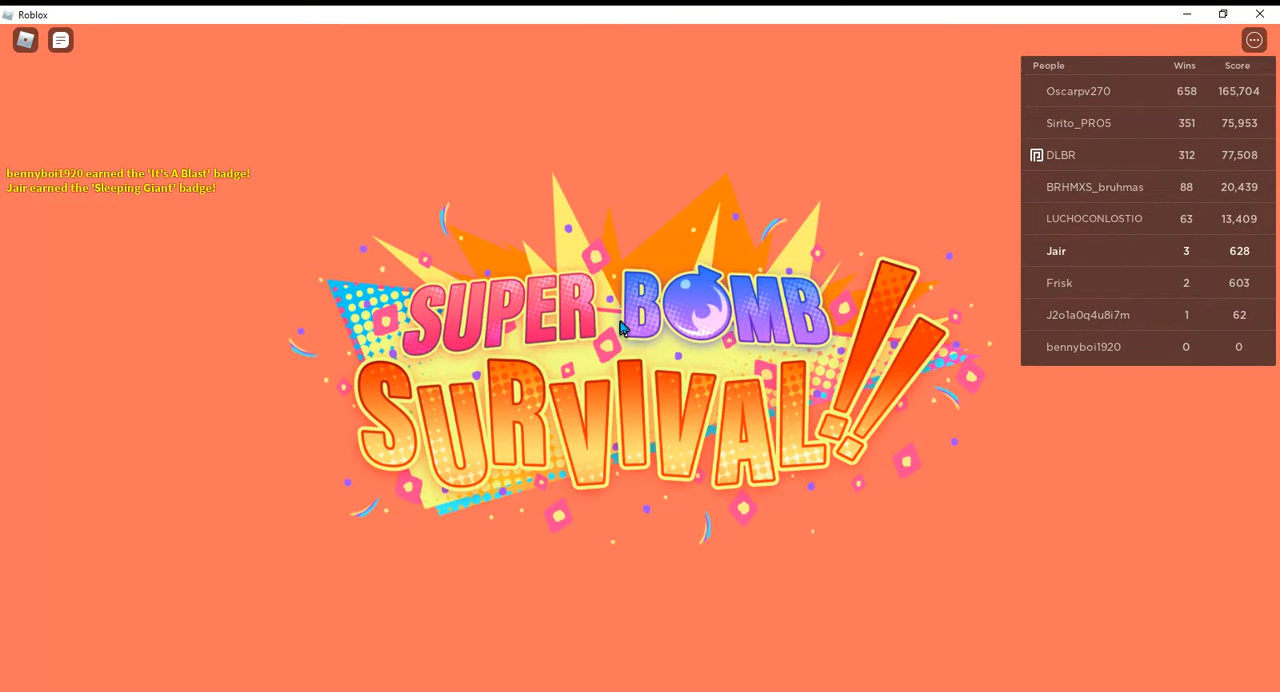 Roblox
People Wins Score
Oscarpv270 658 165,704
Sirito_PRO5 351 75,953
DLBR 312 77,508
BRHMXS_bruhmas 88 20,439
LUCHOCONLOSTIO 63 13,409
Jair 3 628
Frisk 2 603
J2o1a0q4u8i7m 1 62
bennyboi1920 0 0
bennyboi1920 earned the 'It's A Blast' badge!
Jair earned the 'Sleeping Giant' badge!
SUPER BOMB
SURVIVAL!!